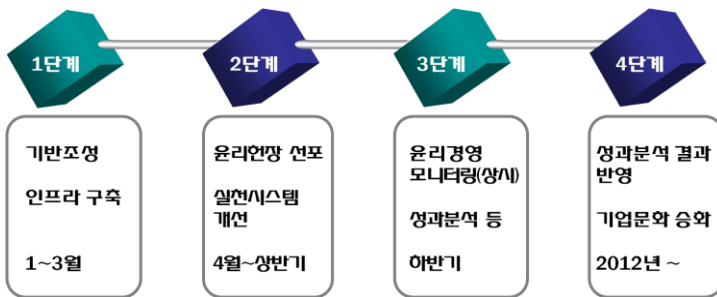 1단계
2단계
3단계
4단계
기반조성
인프라 구축
1~3월
윤리헌장 선포
실천시스템
개선
4월~상반기
윤리경영
모니터링(상시)
성과분석 등
하반기
성과분석 결과
반영
기업문화 승화
2012년 ~